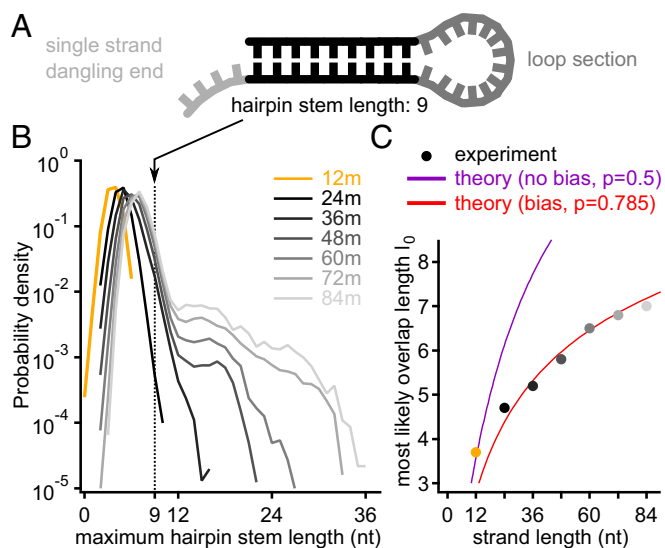 A
single strand
dangling end
loop section
hairpin stem length: 9
B
10^0
10^-1
10^-2
10^-3
10^-4
10^-5
Probability density
12m
24m
36m
48m
60m
72m
84m
0
9
12
24
36
maximum hairpin stem length (nt)
C
experiment
theory (no bias, p=0.5)
theory (bias, p=0.785)
most likely overlap length l_0
8
7
6
5
4
3
0
12
36
60
84
strand length (nt)